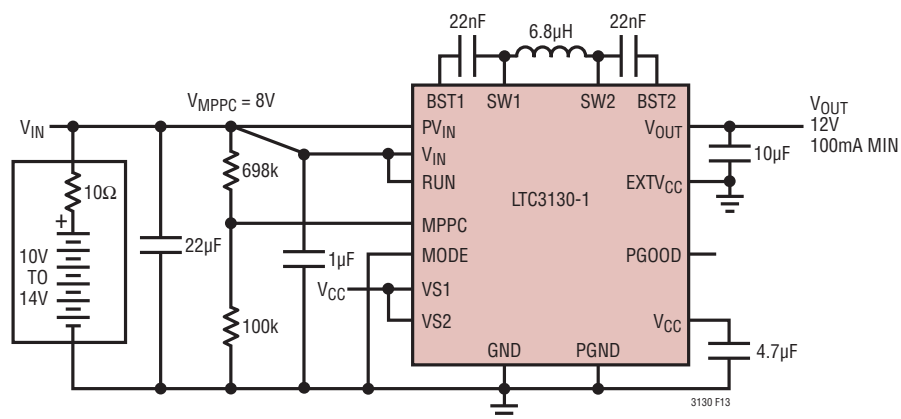 22nF
6.8µH
22nF
V_MPPC = 8V
BST1
SW1
SW2
BST2
V_IN
PV_IN
V_OUT
V_OUT
12V
100mA MIN
698k
V_IN
10µF
10Ω
RUN
EXTV_CC
LTC3130-1
+
MPPC
10V
TO
14V
22µF
1µF
MODE
PGOOD
V_CC
VS1
100k
VS2
V_CC
4.7µF
GND
PGND
3130 F13